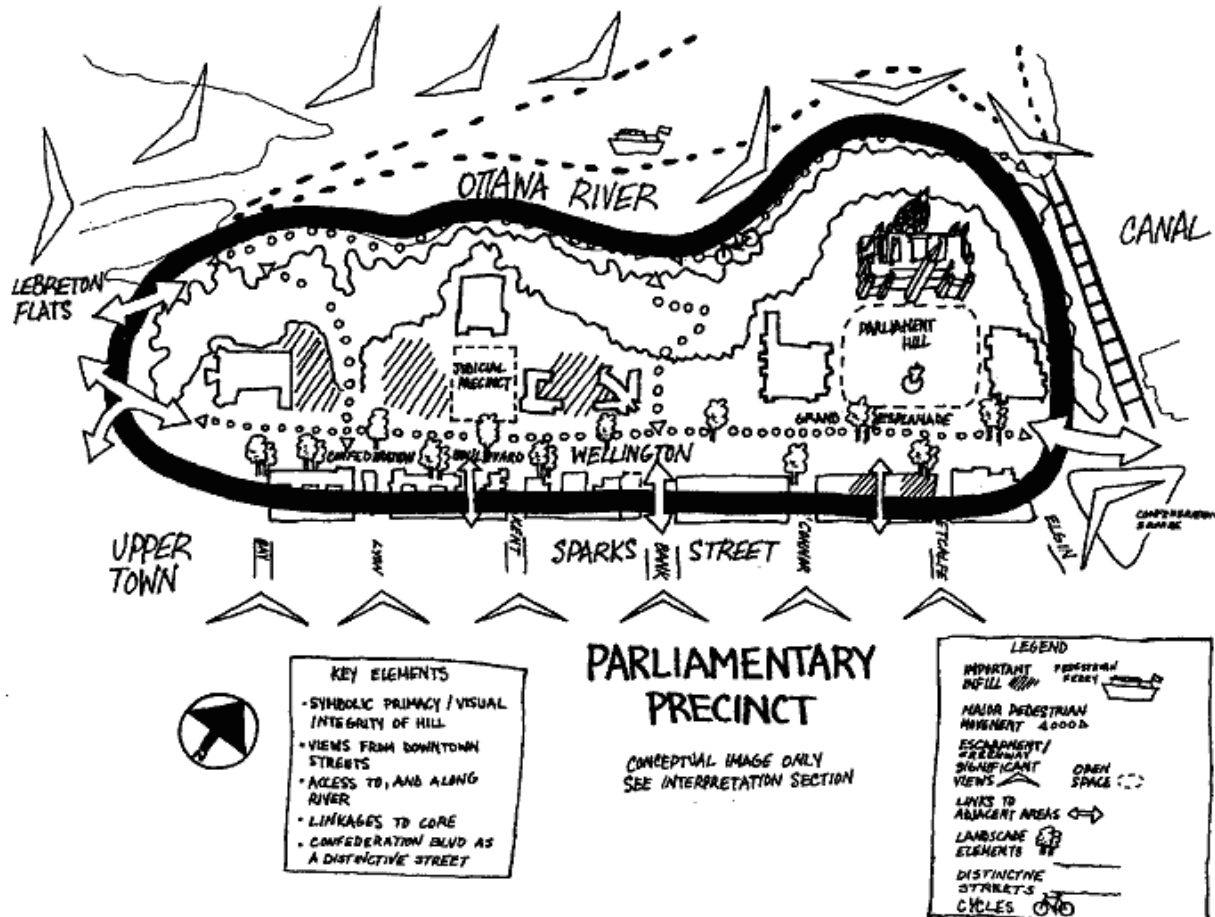 OTTAWA RIVER
CANAL
LEBRETON
FLATS
PARLIAMENT
HILL
JUDICIAL
PRECINCT
GRAND ESPLANADE
CONFEDERATION BOULEVARD WELLINGTON
UPPER
TOWN
BAY
LYON
KENT
SPARKS STREET
BANK
O'CONNOR
METCALFE
ELGIN
CONFEDERATION
SQUARE
PARLIAMENTARY
PRECINCT
CONCEPTUAL IMAGE ONLY
SEE INTERPRETATION SECTION
KEY ELEMENTS
• SYMBOLIC PRIMACY / VISUAL
INTEGRITY OF HILL
• VIEWS FROM DOWNTOWN
STREETS
• ACCESS TO, AND ALONG
RIVER
• LINKAGES TO CORE
• CONFEDERATION BLVD AS
A DISTINCTIVE STREET
LEGEND
IMPORTANT
INFILL
PEDESTRIAN
FERRY
MAJOR PEDESTRIAN
MOVEMENT
ESCARPMENT/
GREENWAY
SIGNIFICANT
VIEWS
OPEN
SPACE
LINKS TO
ADJACENT AREAS
LANDSCAPE
ELEMENTS
DISTINCTIVE
STREETS
CYCLES